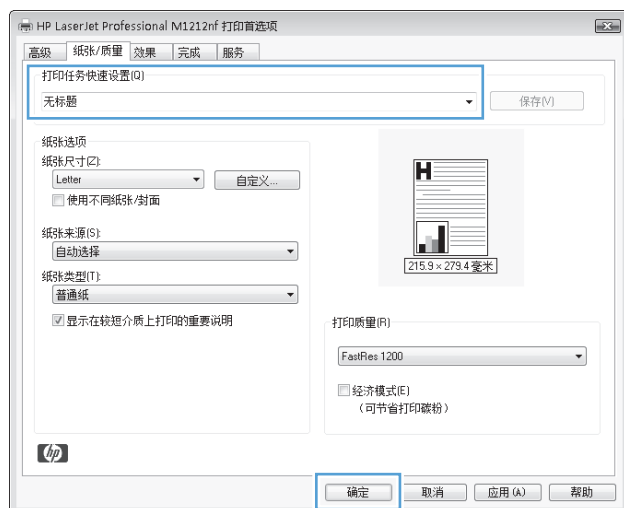 HP LaserJet Professional M1212nf 打印首选项
高级 纸张/质量 效果 完成 服务
打印任务快速设置(Q)
无标题 保存(V)
纸张选项
纸张尺寸(Z):
Letter 自定义...
使用不同纸张/封面
纸张来源(S):
自动选择
纸张类型(T):
普通纸
显示在较短介质上打印的重要说明
H
215.9 × 279.4 毫米
打印质量(R)
FastRes 1200
经济模式(E)
(可节省打印碳粉)
hp
确定 取消 应用(A) 帮助